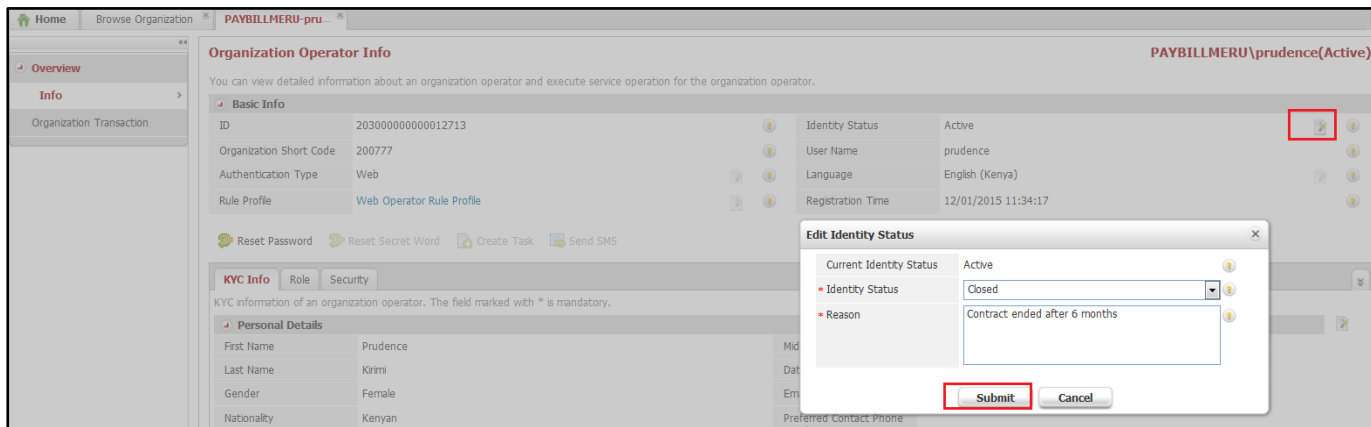 Home Browse Organization PAYBILLMERU-pru...
Overview
Info
Organization Transaction
Organization Operator Info PAYBILLMERU\prudence(Active)
You can view detailed information about an organization operator and execute service operation for the organization operator.
Basic Info
ID 203000000000012713 Identity Status Active
Organization Short Code 200777 User Name prudence
Authentication Type Web Language English (Kenya)
Rule Profile Web Operator Rule Profile Registration Time 12/01/2015 11:34:17
Reset Password Reset Secret Word Create Task Send SMS
KYC Info Role Security
KYC information of an organization operator. The field marked with * is mandatory.
Personal Details
First Name Prudence Mid
Last Name Kirimi Dat
Gender Female Em
Nationality Kenyan Preferred Contact Phone
Edit Identity Status
Current Identity Status Active
* Identity Status Closed
* Reason Contract ended after 6 months
Submit Cancel